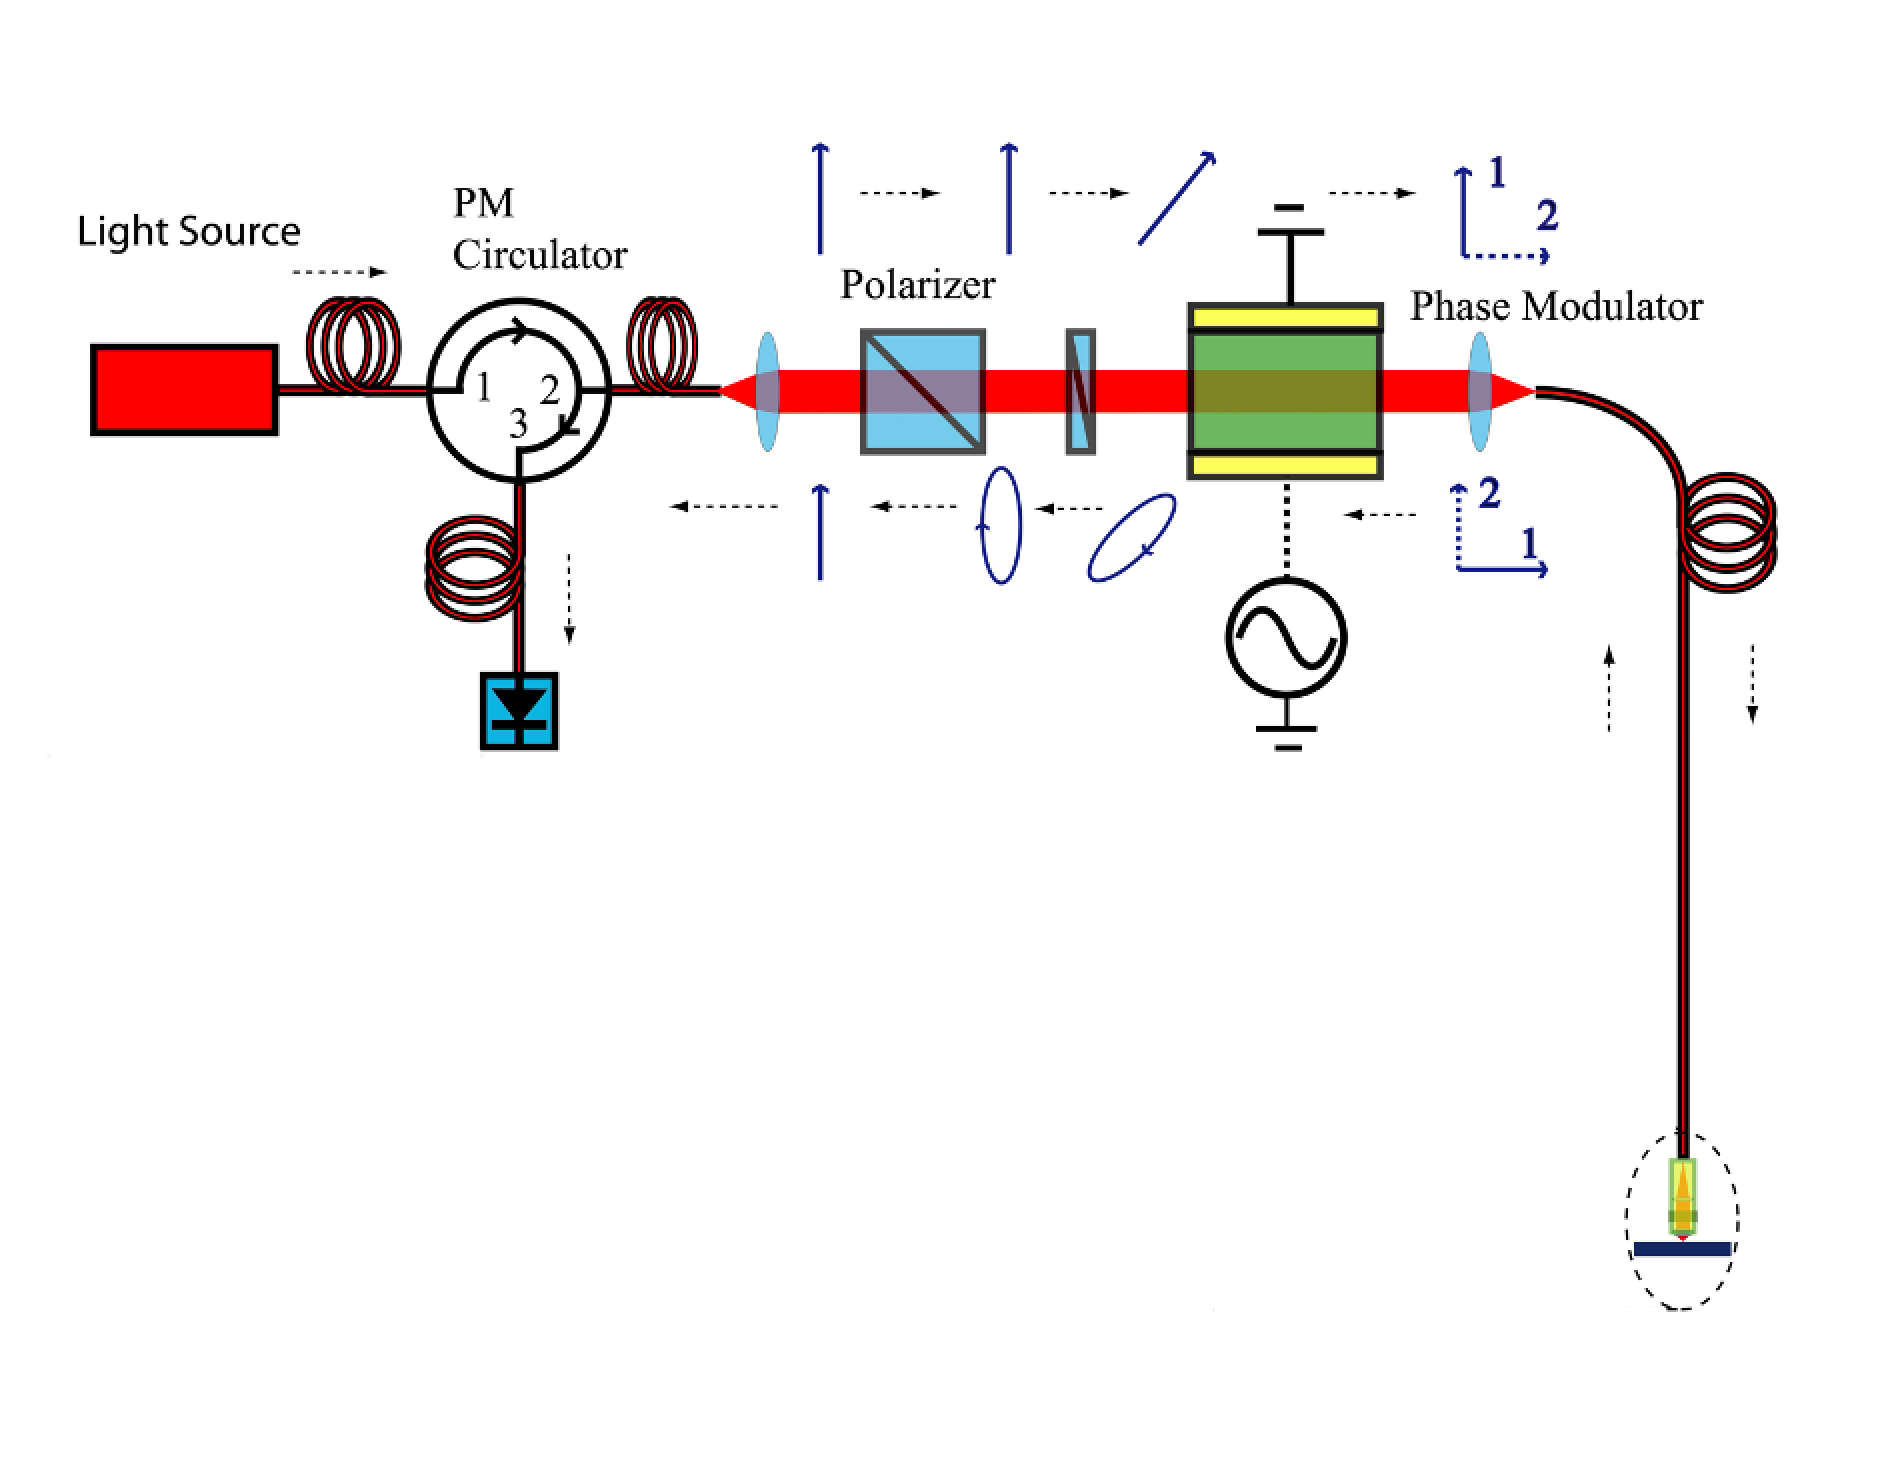 1
PM
2
Light Source
Circulator
Polarizer
Phase Modulator
1
2
3
2
1